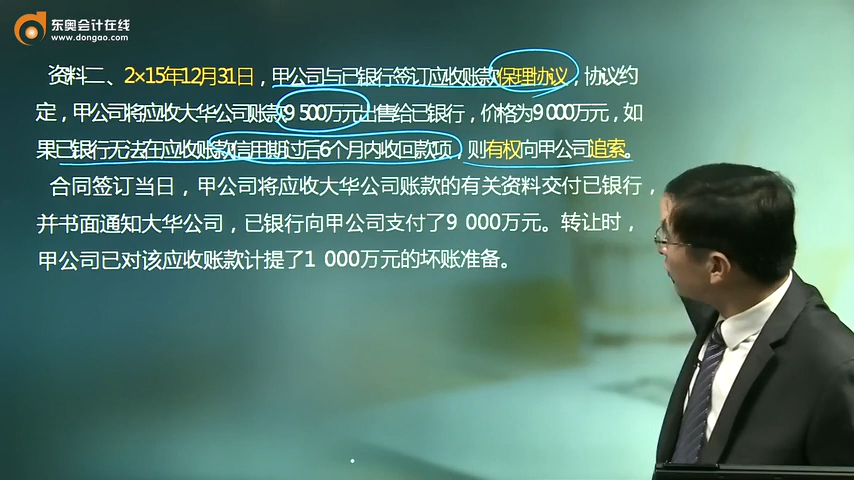 东奥会计在线
www.dongao.com
资料二、2×15年12月31日，甲公司与已银行签订应收账款保理协议，协议约
定，甲公司将应收大华公司账款9 500万元出售给已银行，价格为9 000万元，如
果已银行无法在应收账款信用期过后6个月内收回款项，则有权向甲公司追索。
合同签订当日，甲公司将应收大华公司账款的有关资料交付已银行，
并书面通知大华公司，已银行向甲公司支付了9 000万元。转让时，
甲公司已对该应收账款计提了1 000万元的坏账准备。